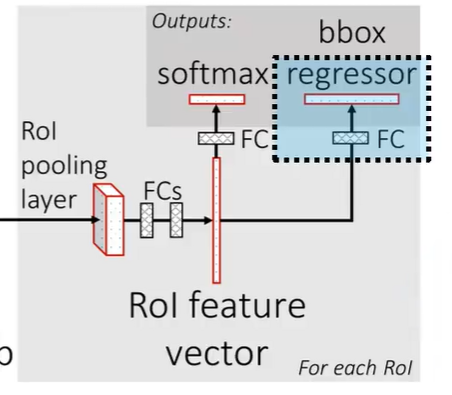 Outputs:
bbox
softmax regressor
FC
FC
RoI
pooling
layer
FCs
RoI feature
vector
For each RoI